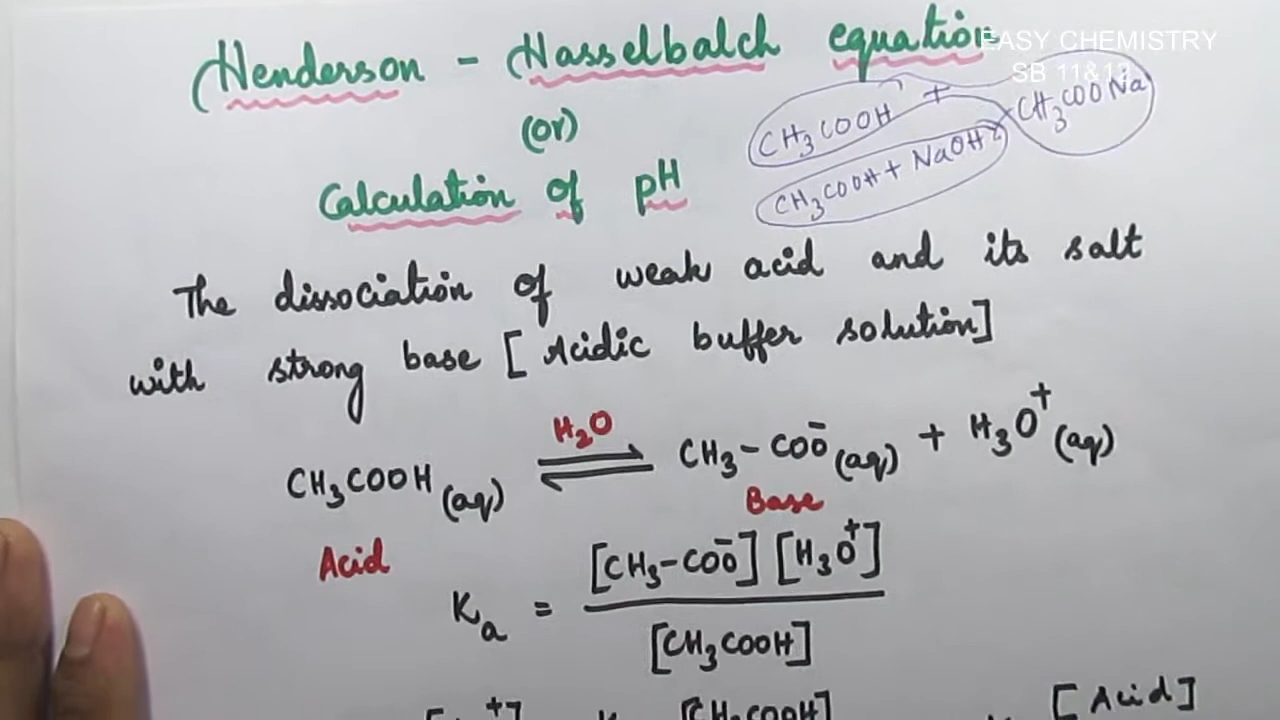 Henderson - Hasselbalch equation
EASY CHEMISTRY
SB 11&12
(or)
CH₃COOH + CH₃COONa
CH₃COOH + NaOH
Calculation of pH
The dissociation of weak acid and its salt
with strong base [Acidic buffer solution]
H₂O
CH₃COOH (aq) ⇌ CH₃-COO⁻ (aq) + H₃O⁺ (aq)
Acid Base
Kₐ = [CH₃-COO⁻] [H₃O⁺]
[CH₃COOH]
[CH₃COOH] [Acid]